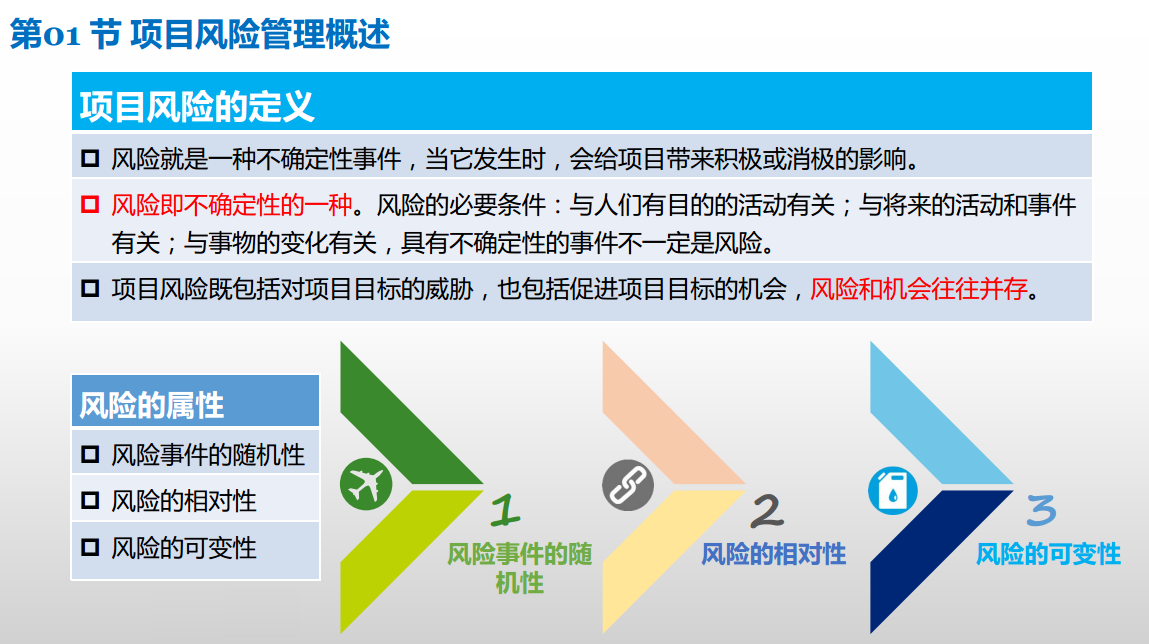 第01 节 项目风险管理概述
项目风险的定义
风险就是一种不确定性事件，当它发生时，会给项目带来积极或消极的影响。
风险即不确定性的一种。风险的必要条件：与人们有目的的活动有关；与将来的活动和事件
有关；与事物的变化有关，具有不确定性的事件不一定是风险。
项目风险既包括对项目目标的威胁，也包括促进项目目标的机会，风险和机会往往并存。
风险的属性
风险事件的随机性
风险的相对性
风险的可变性
1
风险事件的随
机性
2
风险的相对性
3
风险的可变性